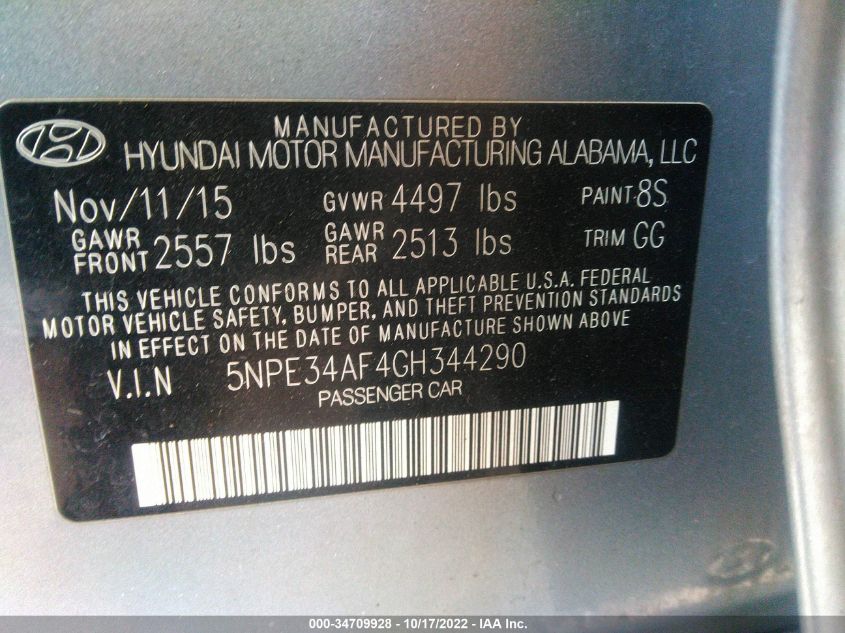 MANUFACTURED BY
HYUNDAI MOTOR MANUFACTURING ALABAMA, LLC
Nov/11/15 GVWR 4497 lbs PAINT 8S
GAWR FRONT 2557 lbs GAWR REAR 2513 lbs TRIM GG
THIS VEHICLE CONFORMS TO ALL APPLICABLE U.S.A. FEDERAL
MOTOR VEHICLE SAFETY, BUMPER, AND THEFT PREVENTION STANDARDS
IN EFFECT ON THE DATE OF MANUFACTURE SHOWN ABOVE
V.I.N 5NPE34AF4GH344290
PASSENGER CAR
000-34709928 - 10/17/2022 - IAA Inc.